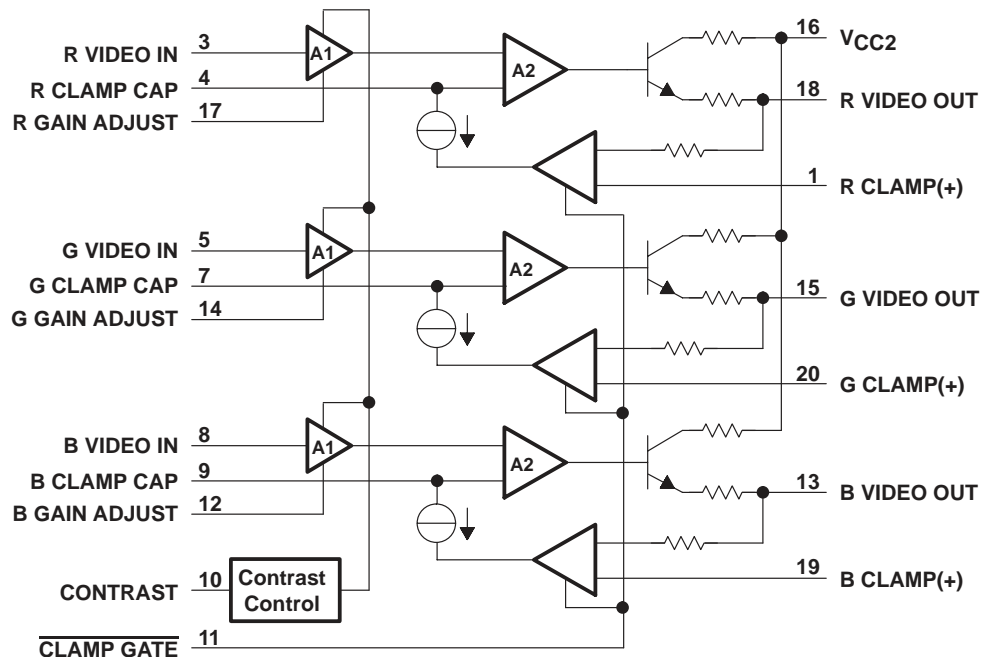 R VIDEO IN 3
R CLAMP CAP 4
R GAIN ADJUST 17
A1
A2
16 VCC2
18 R VIDEO OUT
1 R CLAMP(+)
G VIDEO IN 5
G CLAMP CAP 7
G GAIN ADJUST 14
A1
A2
15 G VIDEO OUT
20 G CLAMP(+)
B VIDEO IN 8
B CLAMP CAP 9
B GAIN ADJUST 12
A1
A2
13 B VIDEO OUT
19 B CLAMP(+)
CONTRAST 10
Contrast
Control
CLAMP GATE 11